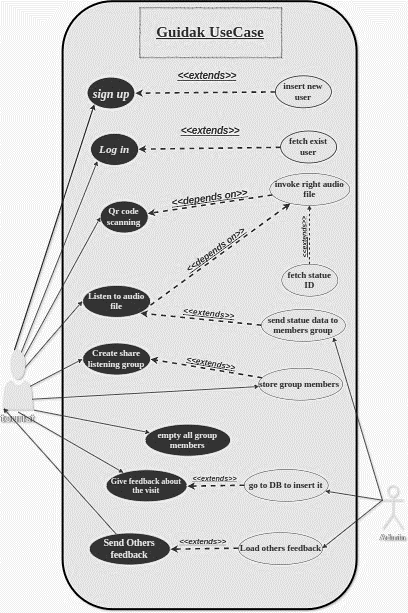 Guidak UseCase
<<extends>>
sign up
insert new
user
<<extends>>
Log in
fetch exist
user
invoke right audio
file
<<depends on>>
Qr code
scanning
<<extends>>
<<depends on>>
fetch statue
ID
Listen to audio
file
<<extends>>
send statue data to
members group
Create share
listening group
<<extends>>
store group members
empty all group
members
Give feedback about
the visit
<<extends>>
go to DB to insert it
Send Others
feedback
<<extends>>
Load others feedback
Admin